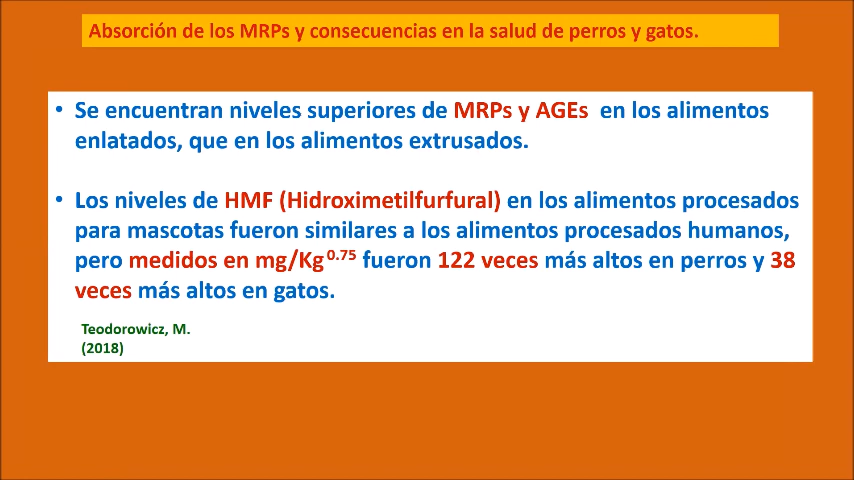 Absorción de los MRPs y consecuencias en la salud de perros y gatos.
• Se encuentran niveles superiores de MRPs y AGEs en los alimentos
enlatados, que en los alimentos extrusados.
• Los niveles de HMF (Hidroximetilfurfural) en los alimentos procesados
para mascotas fueron similares a los alimentos procesados humanos,
pero medidos en mg/Kg^0.75 fueron 122 veces más altos en perros y 38
veces más altos en gatos.
Teodorowicz, M.
(2018)